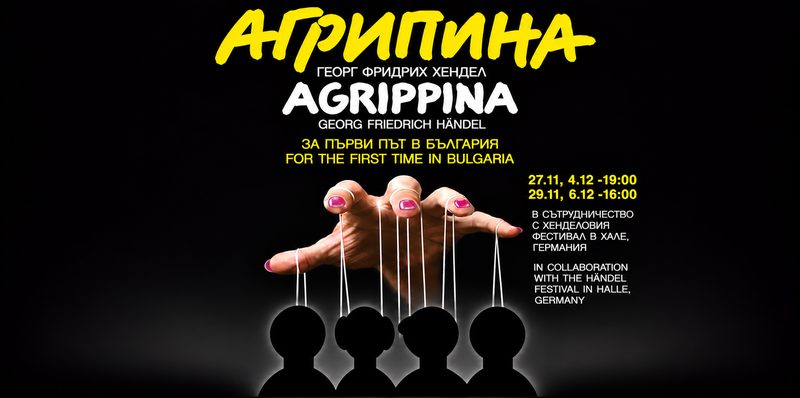 АГРИПИНА
ГЕОРГ ФРИДРИХ ХЕНДЕЛ
AGRIPPINA
GEORG FRIEDRICH HÄNDEL
ЗА ПЪРВИ ПЪТ В БЪЛГАРИЯ
FOR THE FIRST TIME IN BULGARIA
27.11, 4.12 -19:00
29.11, 6.12 -16:00
В СЪТРУДНИЧЕСТВО
С ХЕНДЕЛОВИЯ
ФЕСТИВАЛ В ХАЛЕ,
ГЕРМАНИЯ
IN COLLABORATION
WITH THE HÄNDEL
FESTIVAL IN HALLE,
GERMANY